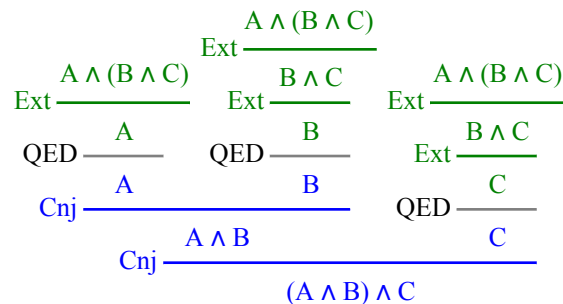 A ∧ (B ∧ C)
Ext
A ∧ (B ∧ C) B ∧ C A ∧ (B ∧ C)
Ext Ext Ext
A B B ∧ C
QED QED Ext
A B C
Cnj QED
A ∧ B C
Cnj
(A ∧ B) ∧ C